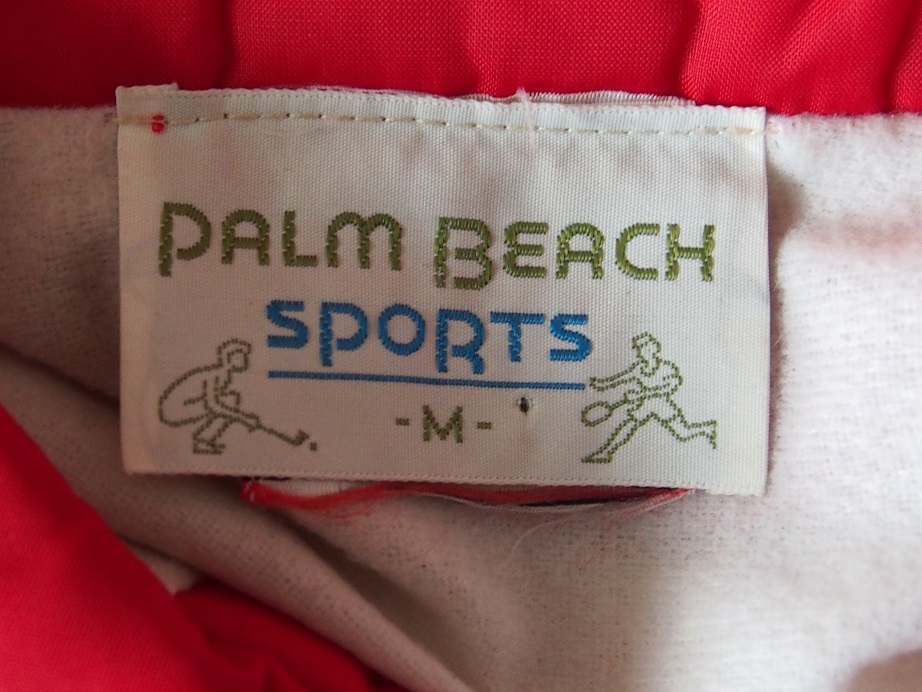 PALM BEACH
SPORTS
-M-